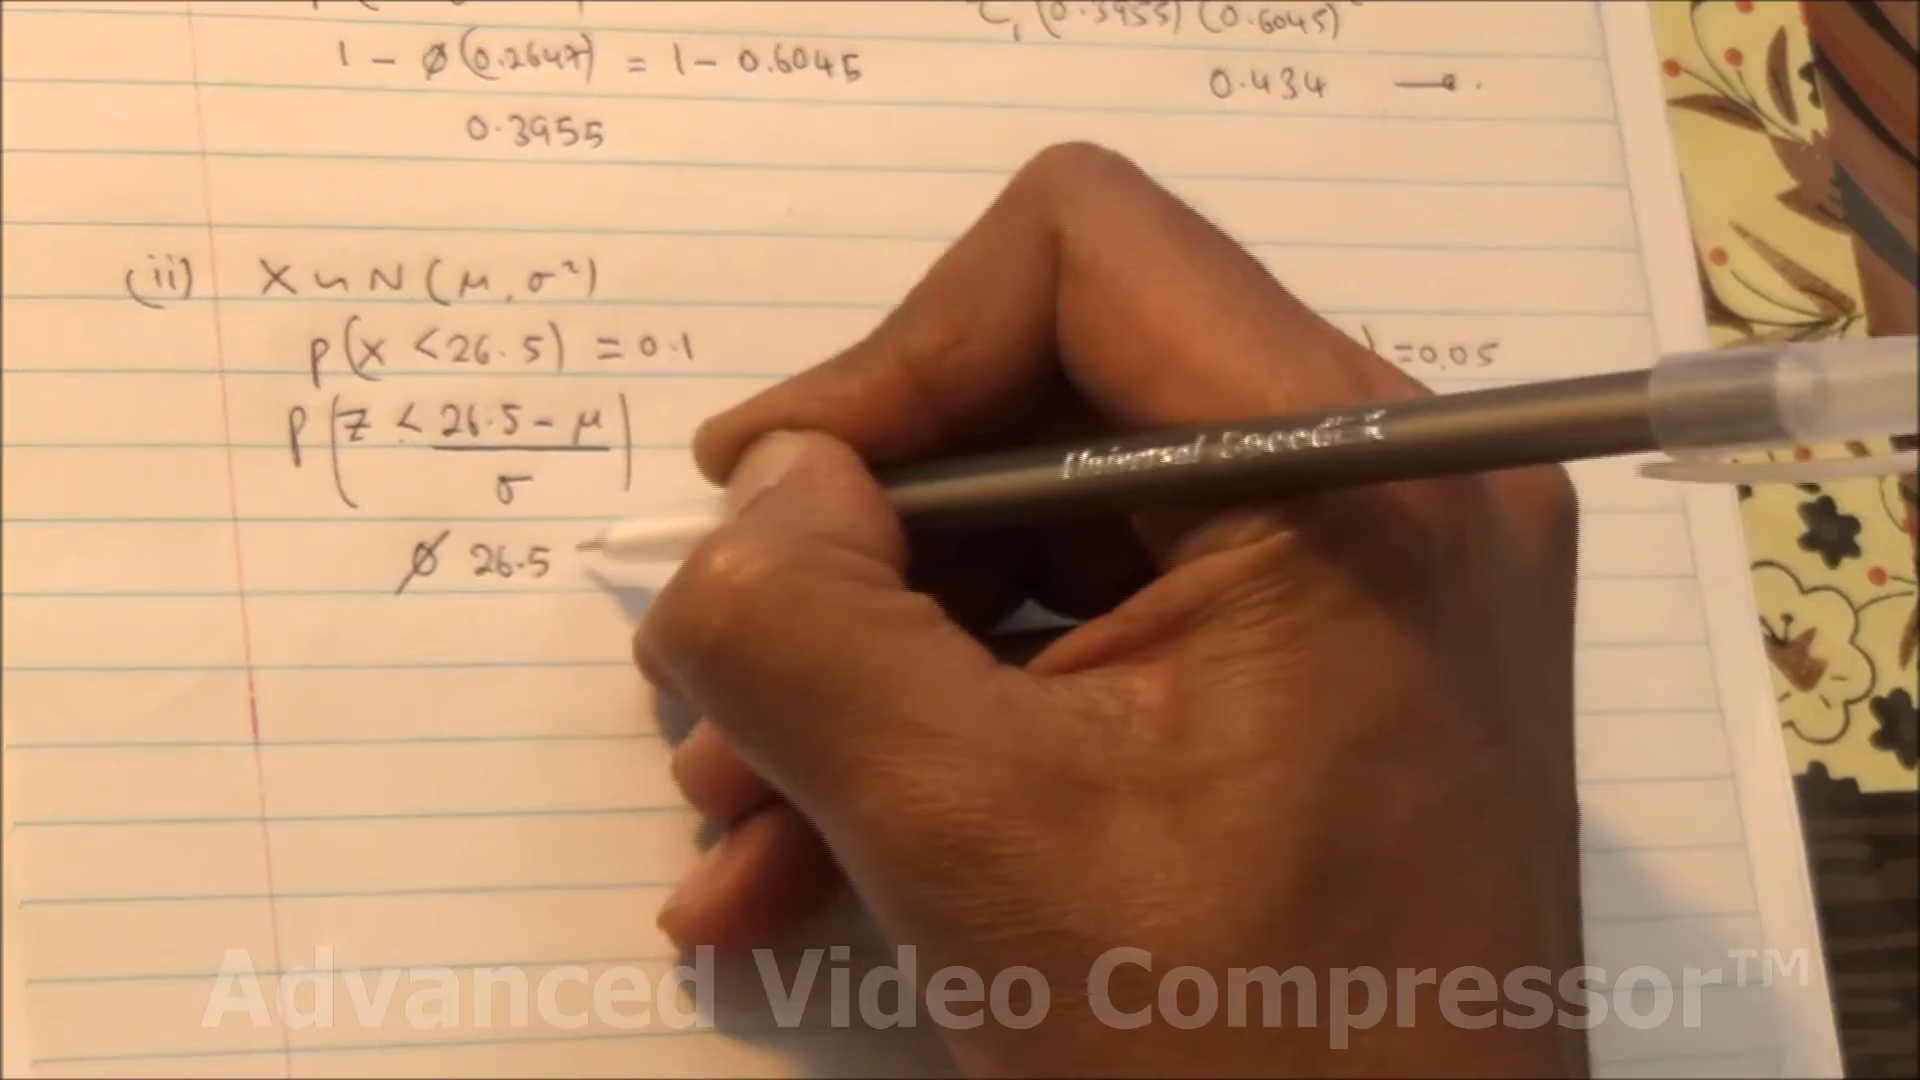 1 - ø(0.2647) = 1 - 0.6045
0.3955
(0.3955) (0.6045)
0.434
(ii) X ~ N (μ, σ²)
P(X < 26.5) = 0.1
) = 0.05
P(Z < 26.5 - μ)
σ
ø 26.5
Universal
Advanced Video Compressor™